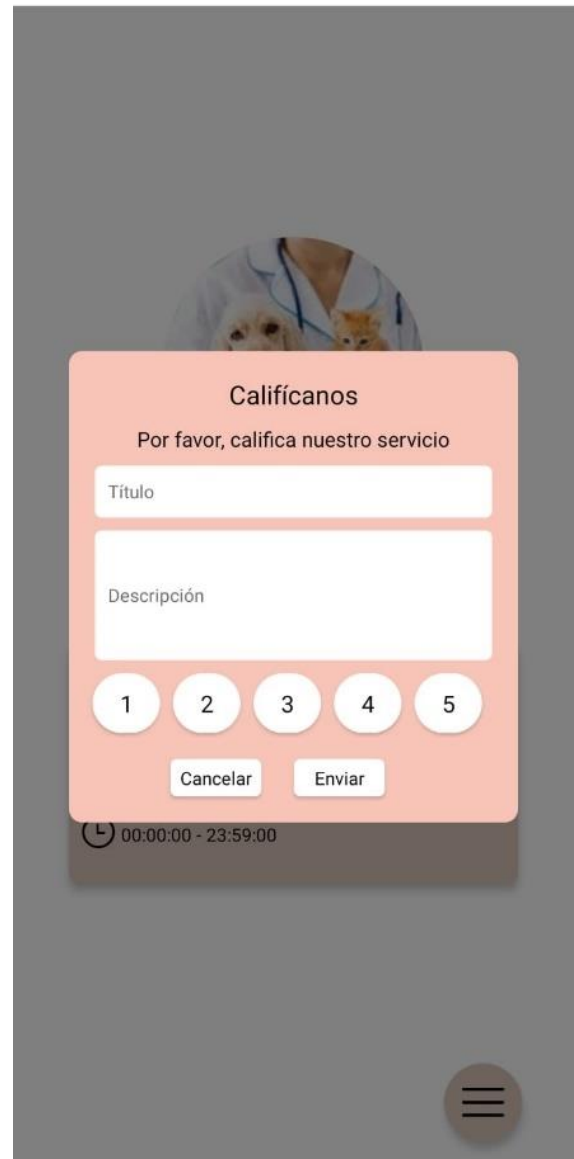 Califícanos
Por favor, califica nuestro servicio
Título
Descripción
1 2 3 4 5
Cancelar Enviar
00:00:00 - 23:59:00